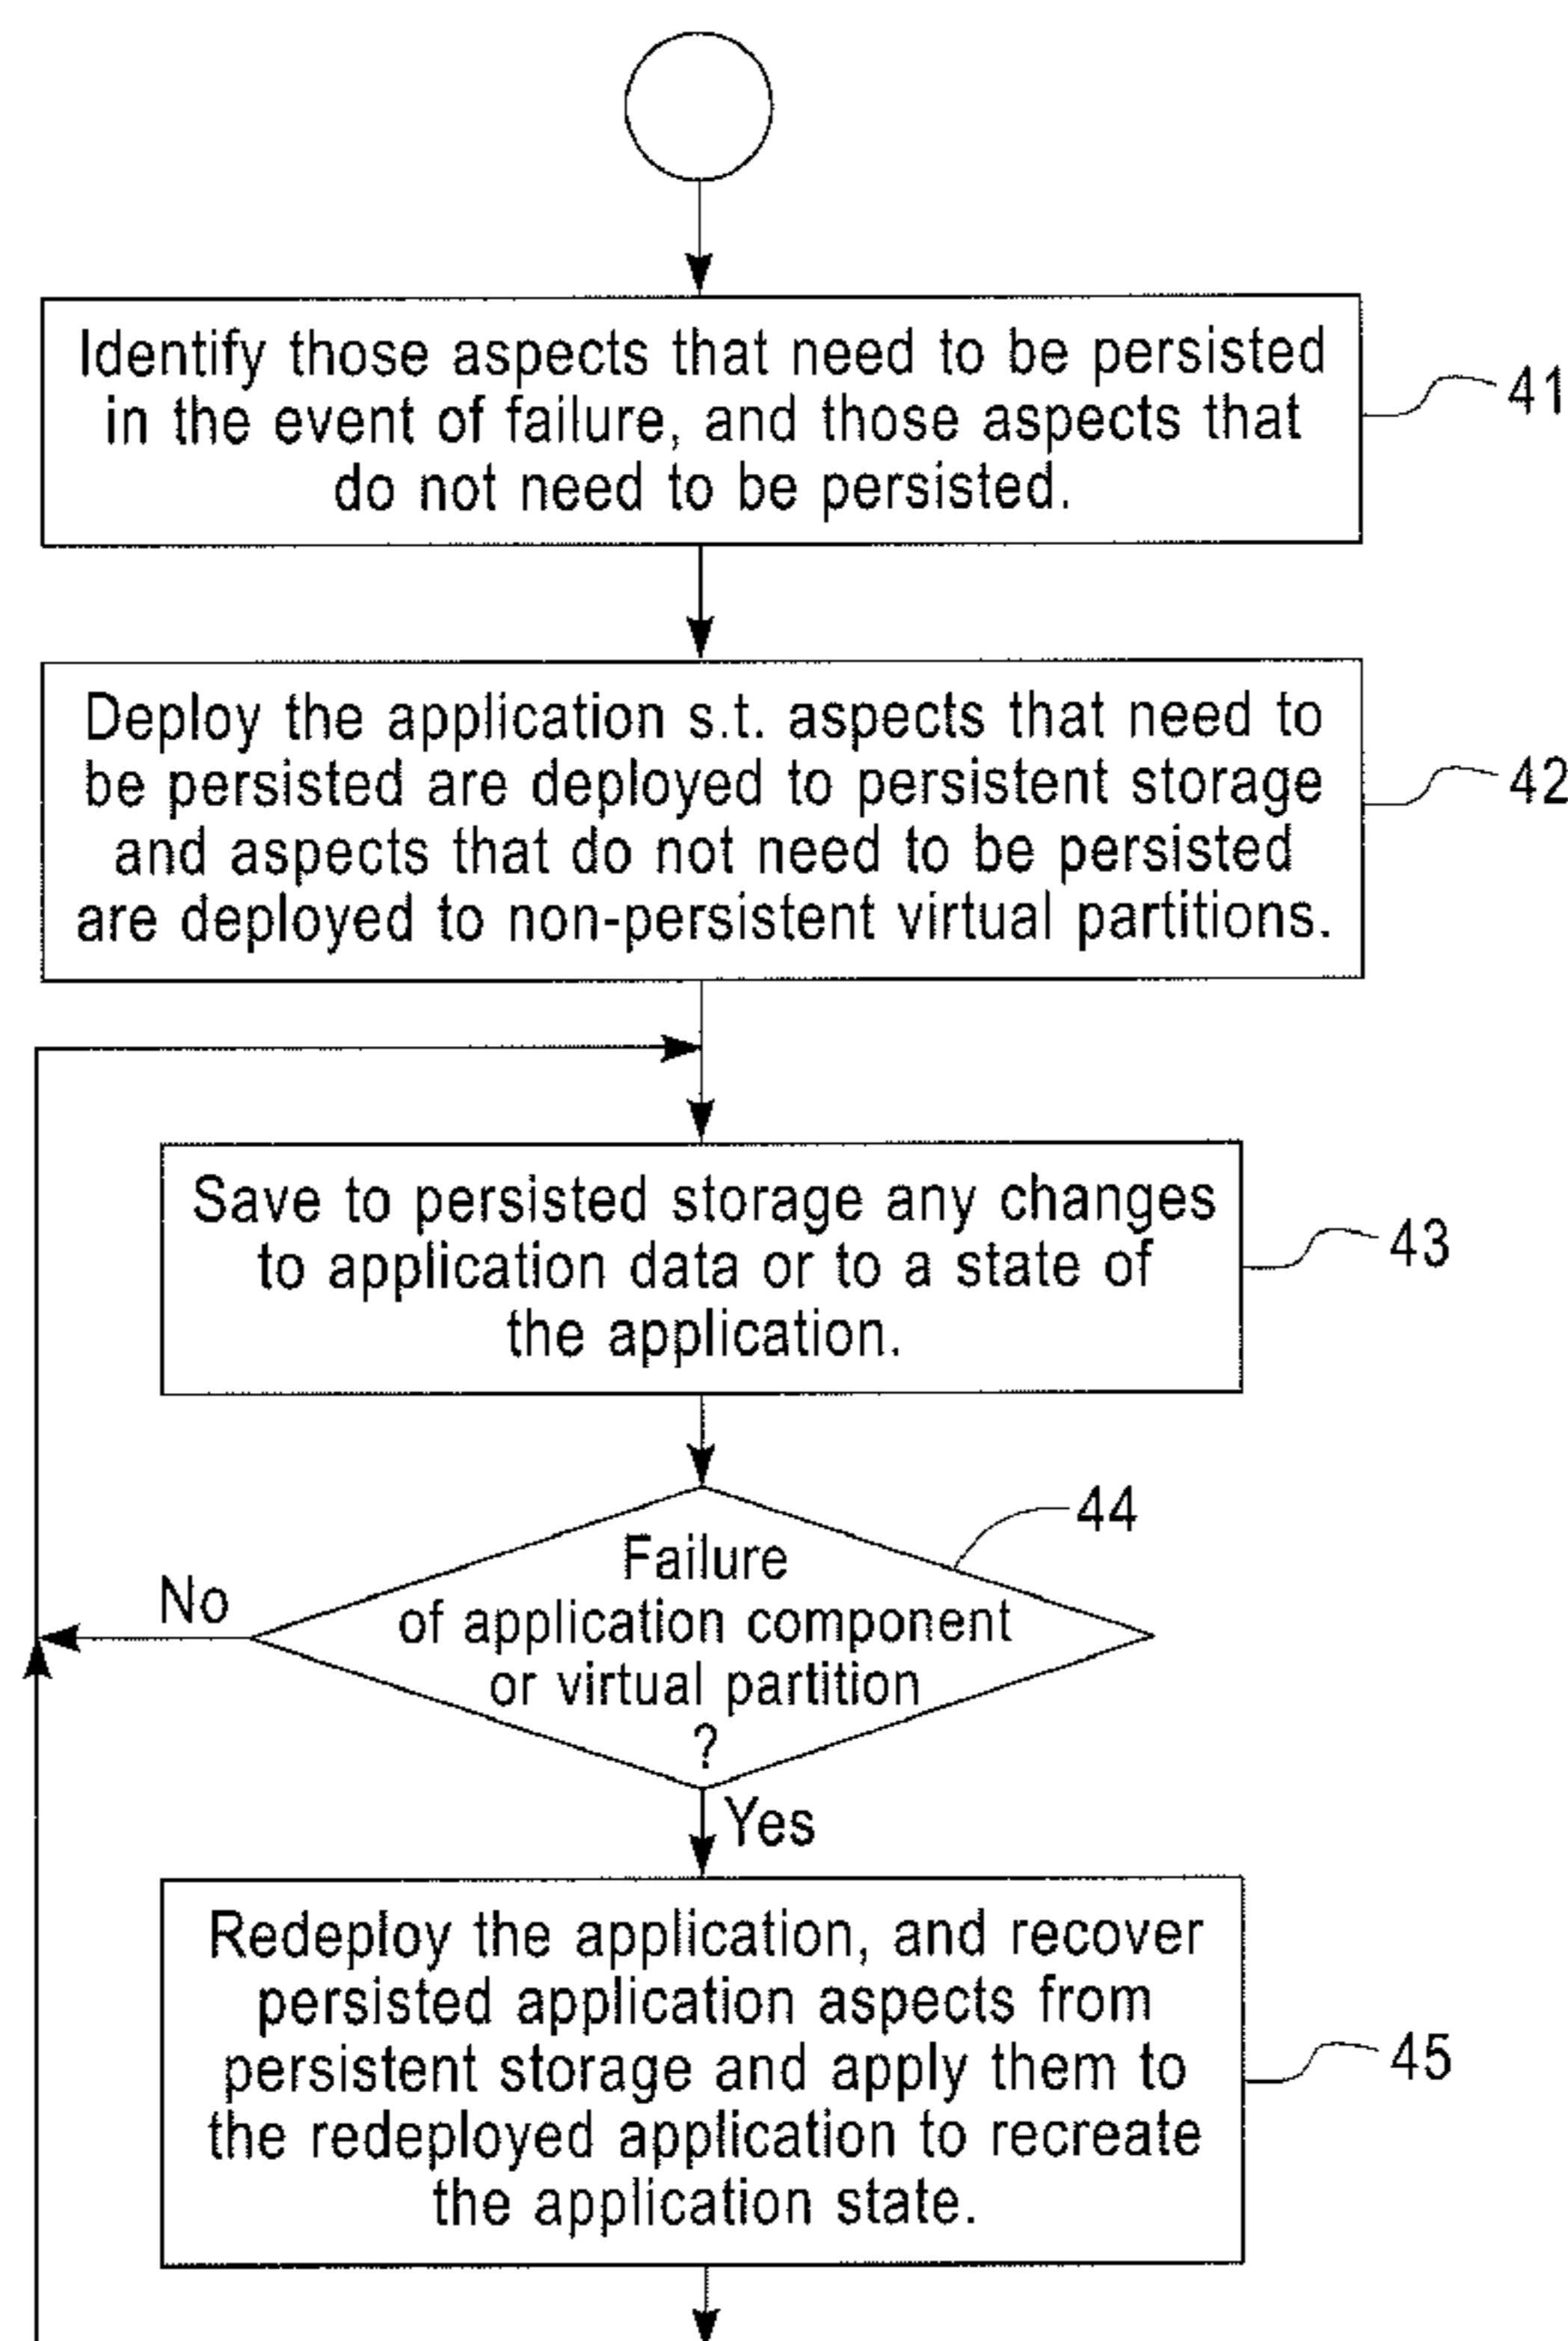 Identify those aspects that need to be persisted
in the event of failure, and those aspects that
do not need to be persisted.
41
Deploy the application s.t. aspects that need to
be persisted are deployed to persistent storage
and aspects that do not need to be persisted
are deployed to non-persistent virtual partitions.
42
Save to persisted storage any changes
to application data or to a state of
the application.
43
44
Failure
of application component
or virtual partition
?
No
Yes
Redeploy the application, and recover
persisted application aspects from
persistent storage and apply them to
the redeployed application to recreate
the application state.
45